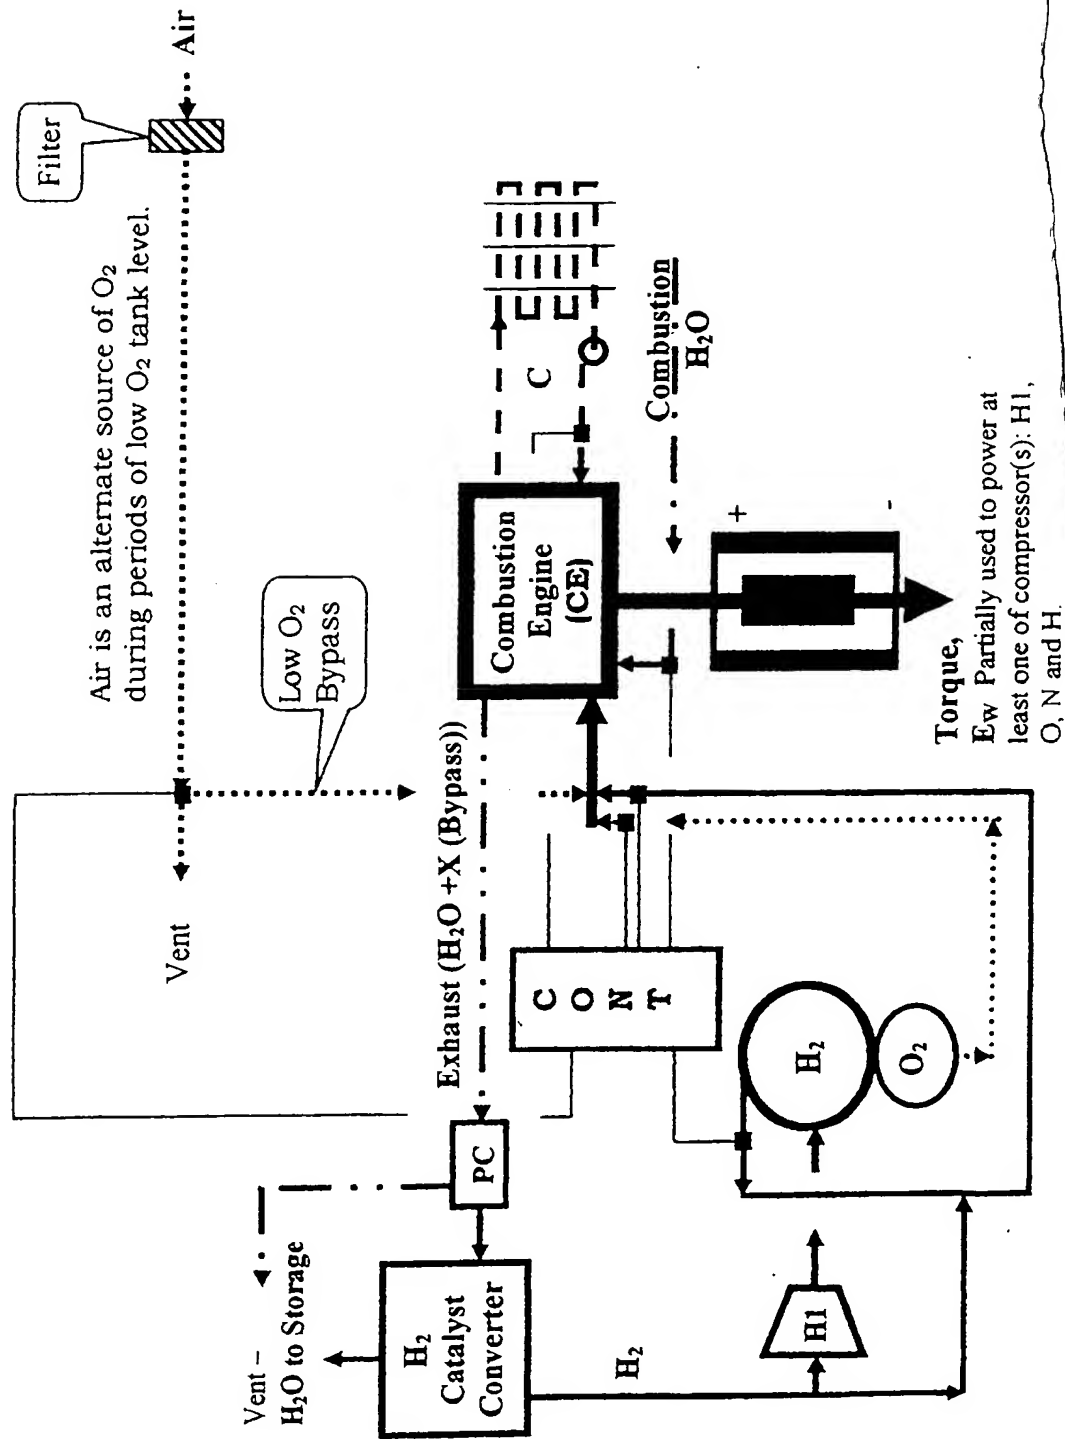 Air
Filter
Air is an alternate source of O₂
during periods of low O₂ tank level.
Low O₂
Bypass
Vent
C
Combustion
H₂O
Combustion
Engine
(CE)
Exhaust (H₂O +X (Bypass))
+
-
C
O
N
T
PC
Vent –
H₂O to Storage
H₂
Catalyst
Converter
H₂
H1
H₂
O₂
Torque,
Ew Partially used to power at
least one of compressor(s): H1,
O, N and H.